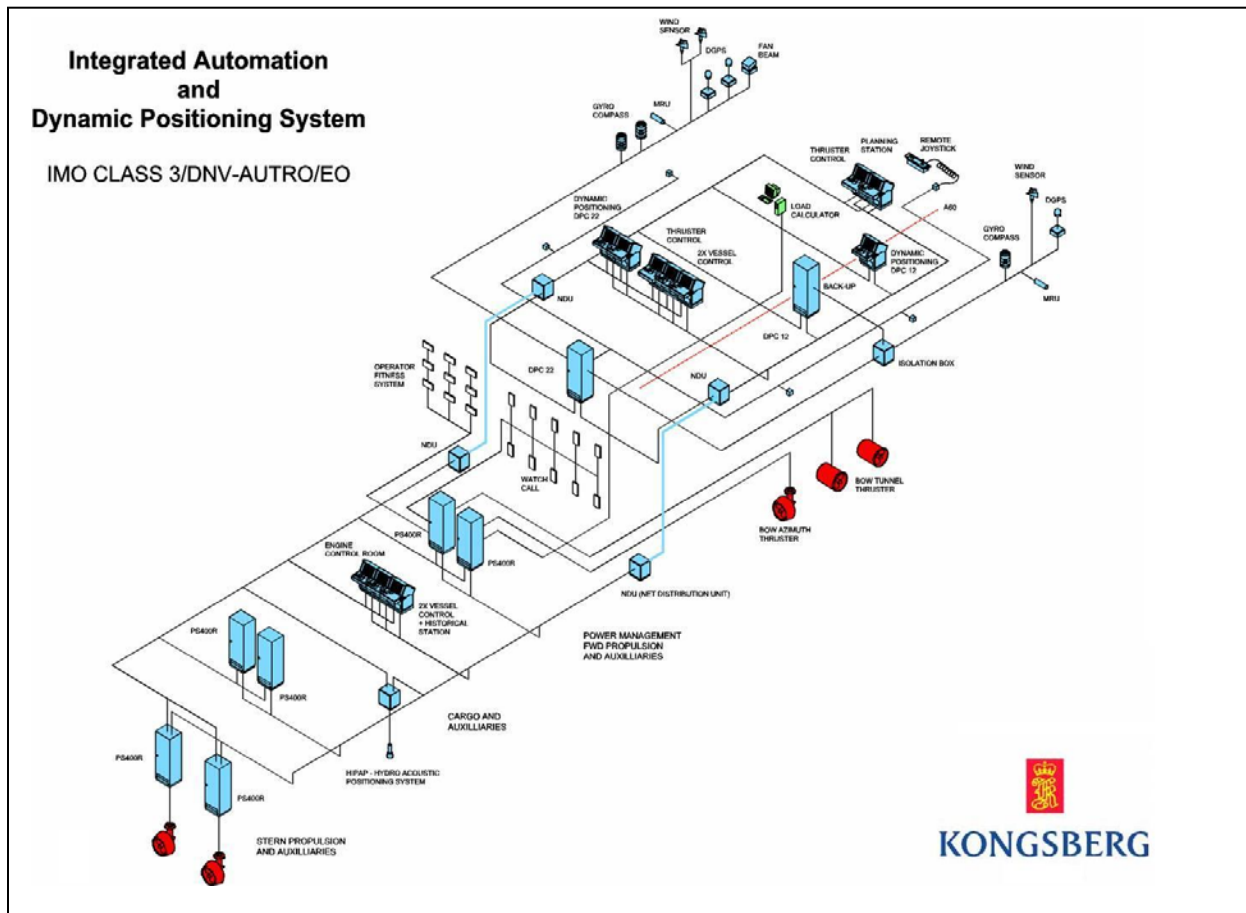 Integrated Automation
and
Dynamic Positioning System
IMO CLASS 3/DNV-AUTRO/EO
WIND
SENSOR
DGPS
FAN
BEAM
MRU
GYRO
COMPASS
THRUSTER
CONTROL
PLANNING
STATION
REMOTE
JOYSTICK
WIND
SENSOR
DGPS
A60
GYRO
COMPASS
MRU
DYNAMIC
POSITIONING
DPC 22
THRUSTER
CONTROL
2X VESSEL
CONTROL
LOAD
CALCULATOR
DYNAMIC
POSITIONING
DPC 12
BACK-UP
NDU
DPC 12
ISOLATION BOX
OPERATOR
FITNESS
SYSTEM
DPC 22
NDU
NDU
WATCH
CALL
BOW TUNNEL
THRUSTER
BOW AZIMUTH
THRUSTER
PS400R
PS400R
ENGINE
CONTROL ROOM
2X VESSEL
CONTROL
+ HISTORICAL
STATION
NDU (NET DISTRIBUTION UNIT)
POWER MANAGEMENT
FWD PROPULSION
AND AUXILLIARIES
PS400R
PS400R
CARGO AND
AUXILLIARIES
PS400R
PS400R
HIPAP - HYDRO ACOUSTIC
POSITIONING SYSTEM
STERN PROPULSION
AND AUXILLIARIES
KONGSBERG